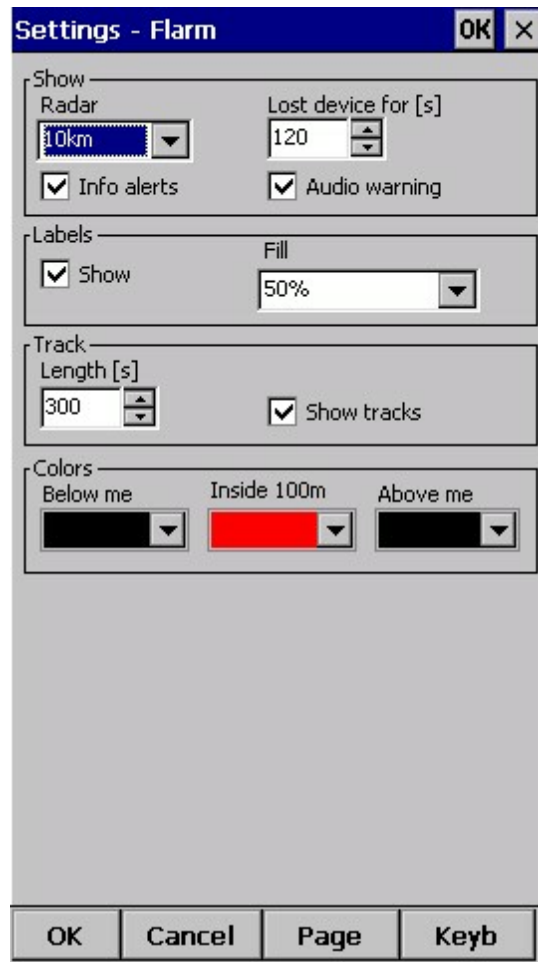 Settings - Flarm OK
Show
Radar Lost device for [s]
10km 120
Info alerts Audio warning
Labels
Fill
Show 50%
Track
Length [s]
300 Show tracks
Colors
Below me Inside 100m Above me
OK Cancel Page Keyb